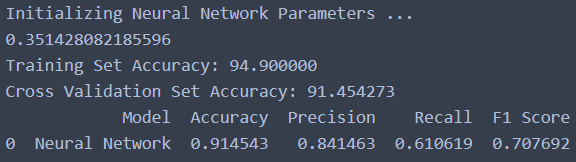 Initializing Neural Network Parameters ...
0.351428082185596
Training Set Accuracy: 94.900000
Cross Validation Set Accuracy: 91.454273
Model Accuracy Precision Recall F1 Score
0 Neural Network 0.914543 0.841463 0.610619 0.707692